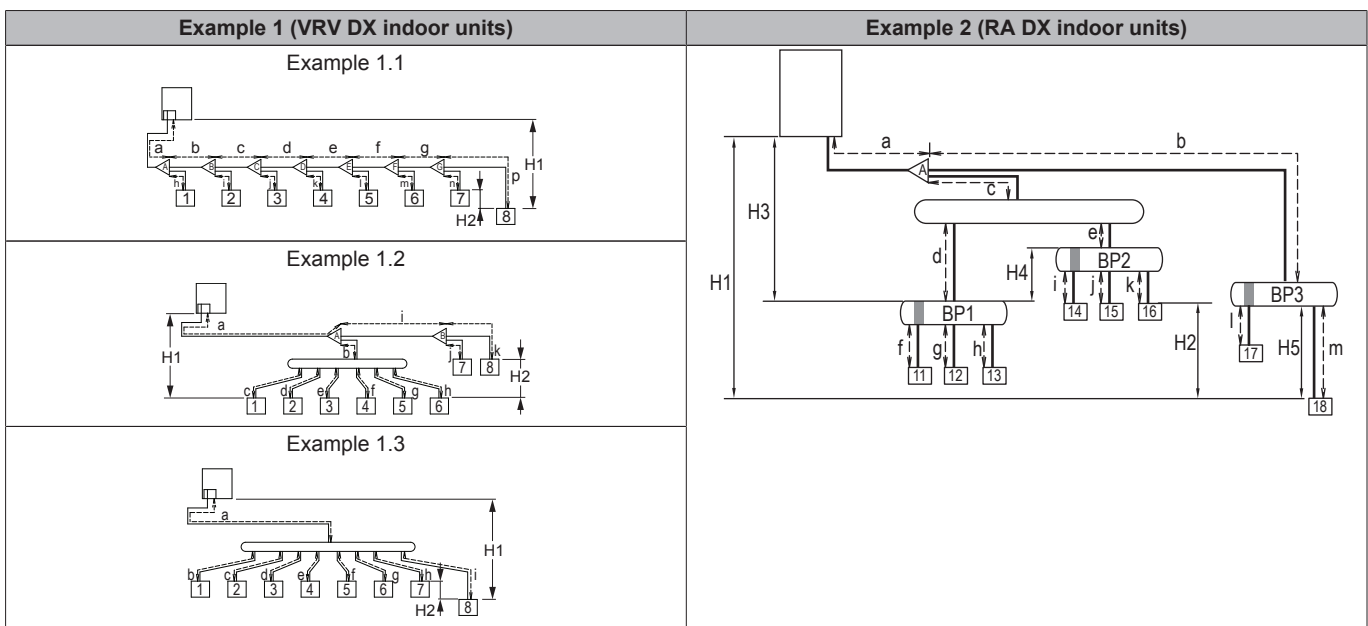 Example 1 (VRV DX indoor units)
Example 2 (RA DX indoor units)
Example 1.1
a b c d e f g
A B C D E F G
h i j k l m n p
1 2 3 4 5 6 7
8
H1
H2
Example 1.2
a
i
A B
b
j k
7 8
c d e f g h
1 2 3 4 5 6
H1
H2
Example 1.3
a
b c d e f g h i
1 2 3 4 5 6 7
8
H1
H2
a b
A
c
H3
e
d
BP2
H4
H1
i j k
BP3
BP1
14 15 16
l
H2
f g h
H5 m
17
11 12 13
18